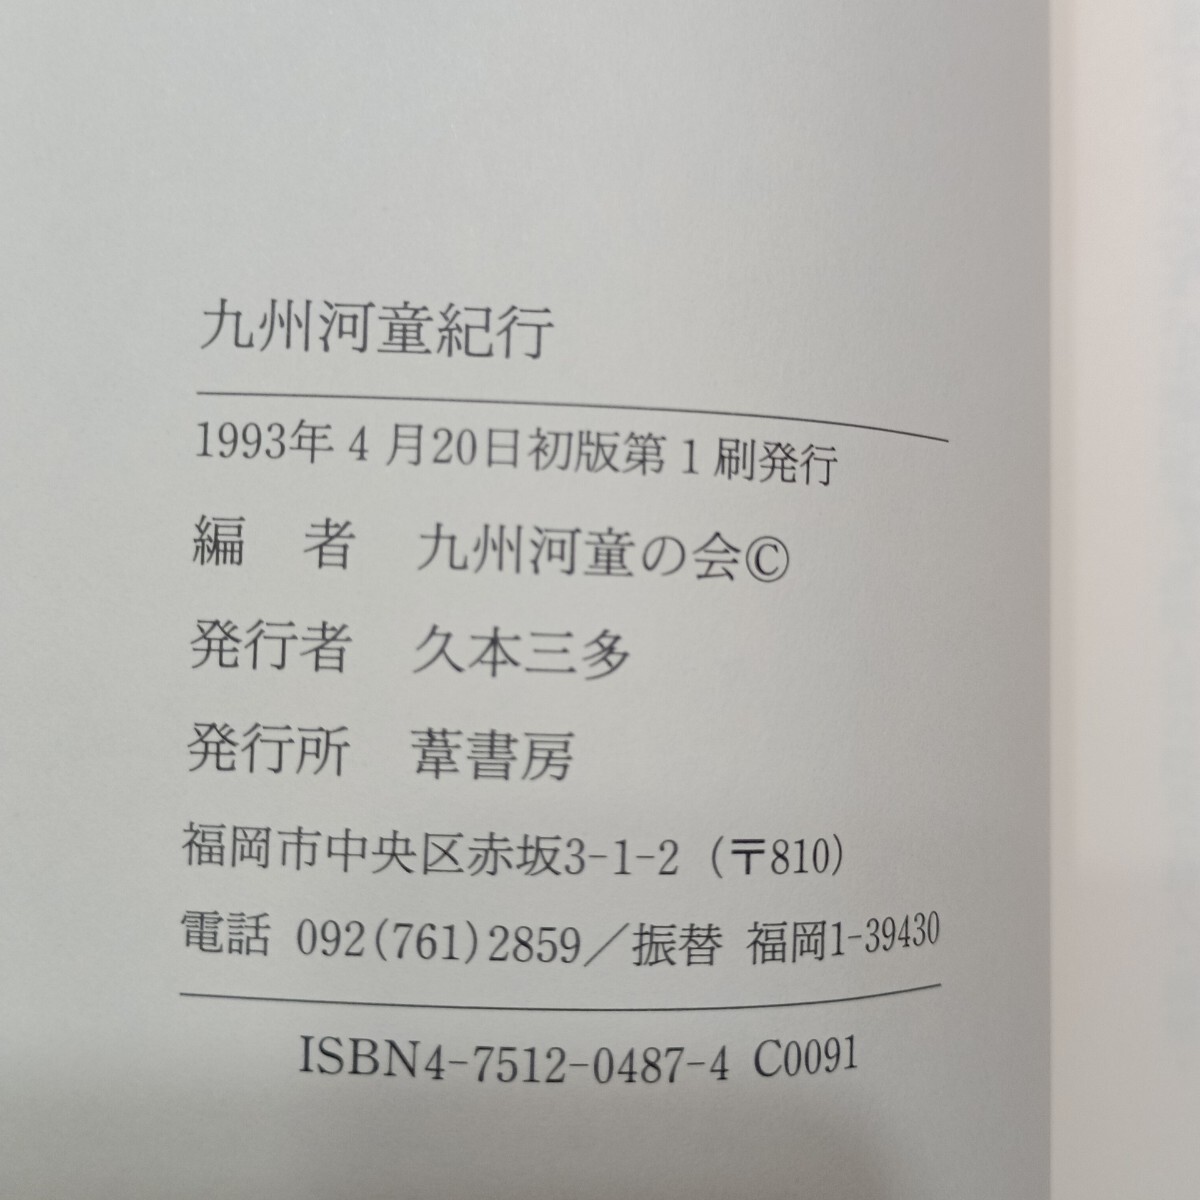 九州河童紀行
1993年4月20日初版第1刷発行
編 者 九州河童の会©
発行者 久本三多
発行所 葦書房
福岡市中央区赤坂3-1-2 (〒810)
電話 092(761)2859／振替 福岡1-39430
ISBN4-7512-0487-4 C0091